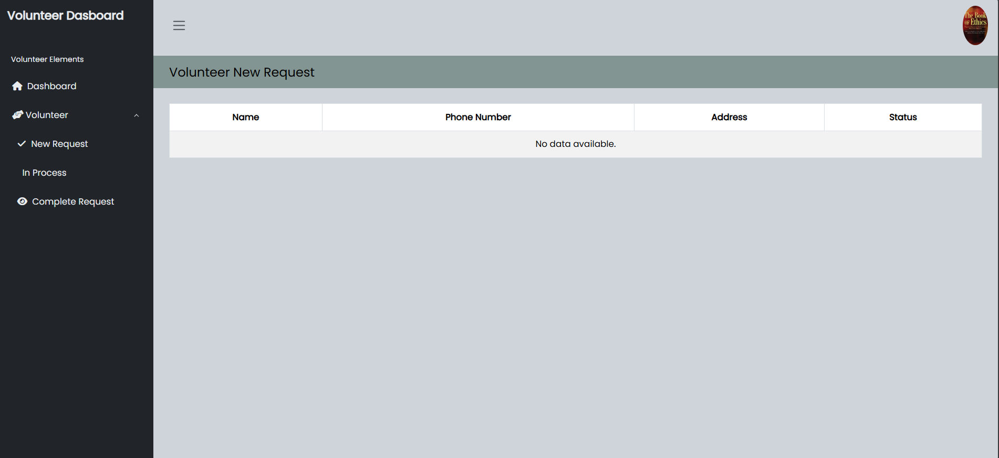 Volunteer Dasboard
Volunteer Elements
Dashboard
Volunteer
New Request
In Process
Complete Request
The Book
of Ethics
Volunteer New Request
Name Phone Number Address Status
No data available.